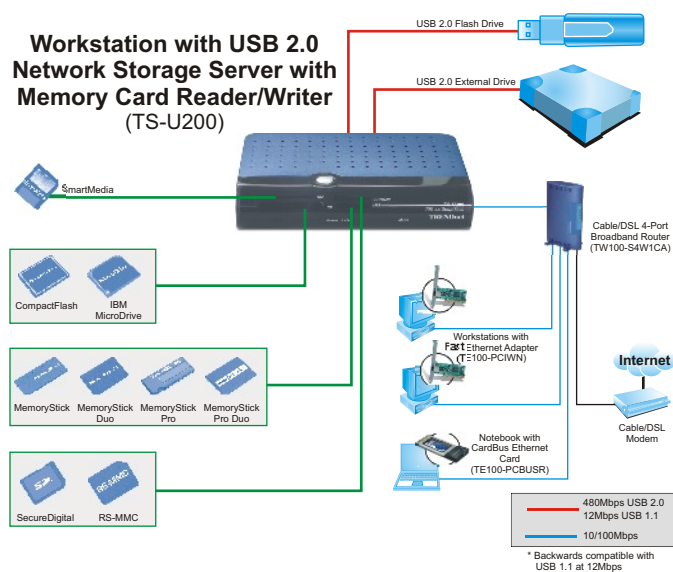 Workstation with USB 2.0
Network Storage Server with
Memory Card Reader/Writer
(TS-U200)
USB 2.0 Flash Drive
USB 2.0 External Drive
SmartMedia
TRENDnet
Cable/DSL 4-Port
Broadband Router
(TW100-S4W1CA)
CompactFlash
IBM
MicroDrive
Workstations with
Fast Ethernet Adapter
(TE100-PCIWN)
Internet
MemoryStick
MemoryStick
Duo
MemoryStick
Pro
MemoryStick
Pro Duo
Cable/DSL
Modem
Notebook with
CardBus Ethernet
Card
(TE100-PCBUSR)
RS-MMC
SecureDigital
RS-MMC
480Mbps USB 2.0
12Mbps USB 1.1
10/100Mbps
* Backwards compatible with
USB 1.1 at 12Mbps